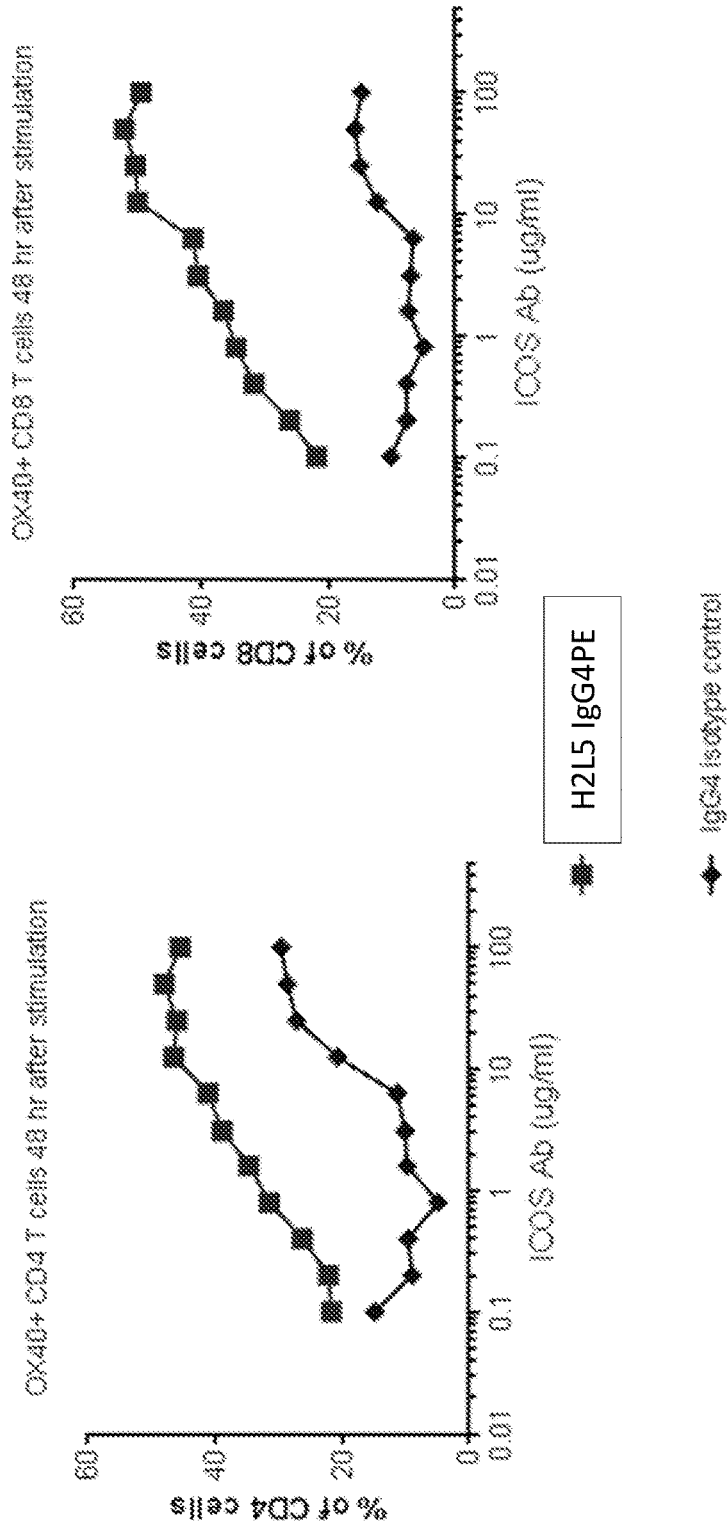 OX40+ CD4 T cells 48 hr after stimulation
% of CD4 cells
60
40
20
0
0.01
0.1
1
10
100
ICOS Ab (ug/ml)
OX40+ CD8 T cells 48 hr after stimulation
% of CD8 cells
60
40
20
0
0.01
0.1
1
10
100
ICOS Ab (ug/ml)
H2L5 IgG4PE
IgG4 isotype control